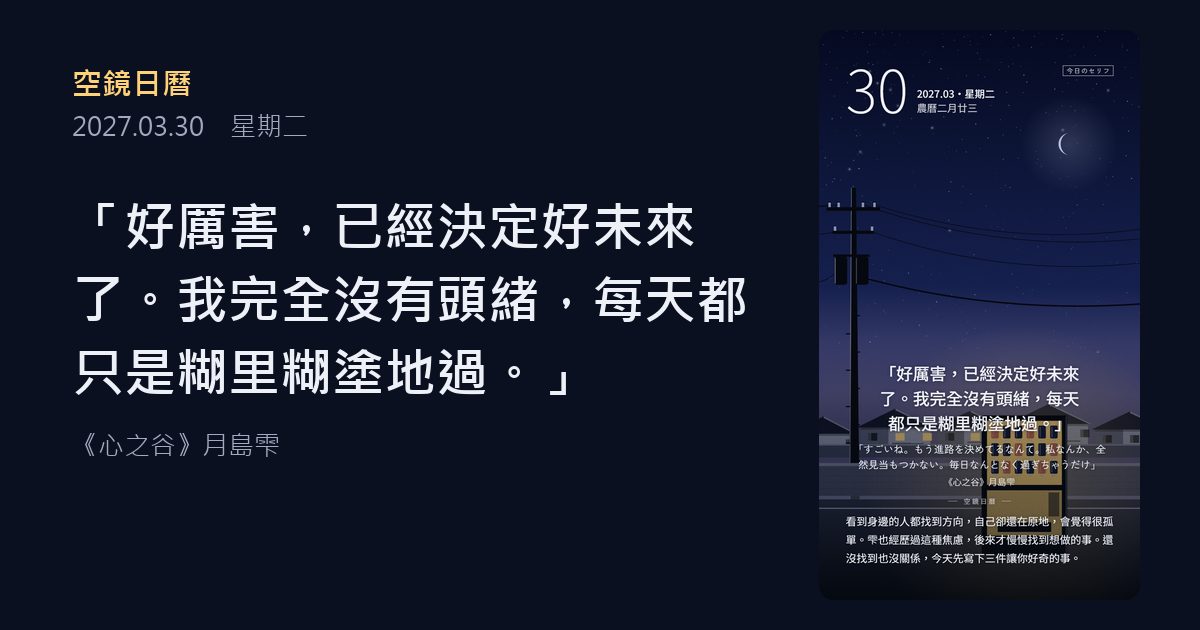 空鏡日曆
2027.03.30 星期二
「好厲害，已經決定好未來
了。我完全沒有頭緒，每天都
只是糊里糊塗地過。」
《心之谷》月島雫
今日のセリフ
30
2027.03・星期二
農曆二月廿三
「好厲害，已經決定好未來
了。我完全沒有頭緒，每天
都只是糊里糊塗地過。」
「すごいね。もう進路を決めてるなんて。私なんか、全
然見当もつかない。毎日なんとなく過ぎちゃうだけ」
《心之谷》月島雫
空鏡日曆
看到身邊的人都找到方向，自己卻還在原地，會覺得很孤
單。雫也經歷過這種焦慮，後來才慢慢找到想做的事。還
沒找到也沒關係，今天先寫下三件讓你好奇的事。